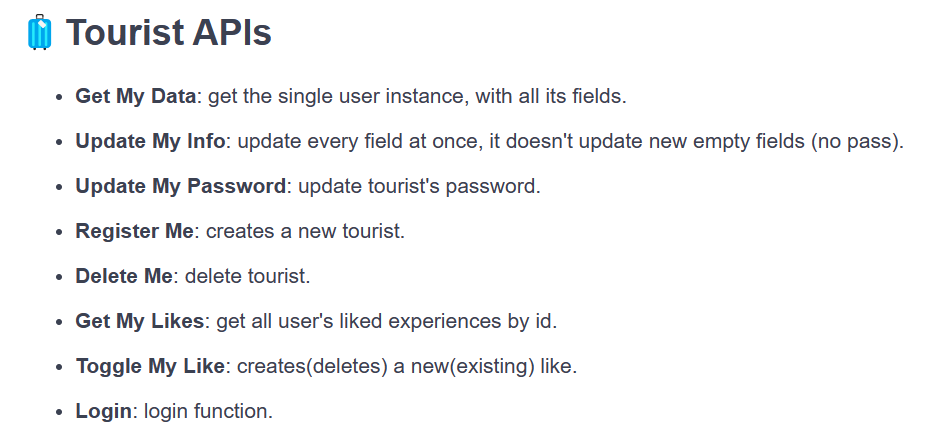 🧳 Tourist APIs
• Get My Data: get the single user instance, with all its fields.
• Update My Info: update every field at once, it doesn't update new empty fields (no pass).
• Update My Password: update tourist's password.
• Register Me: creates a new tourist.
• Delete Me: delete tourist.
• Get My Likes: get all user's liked experiences by id.
• Toggle My Like: creates(deletes) a new(existing) like.
• Login: login function.